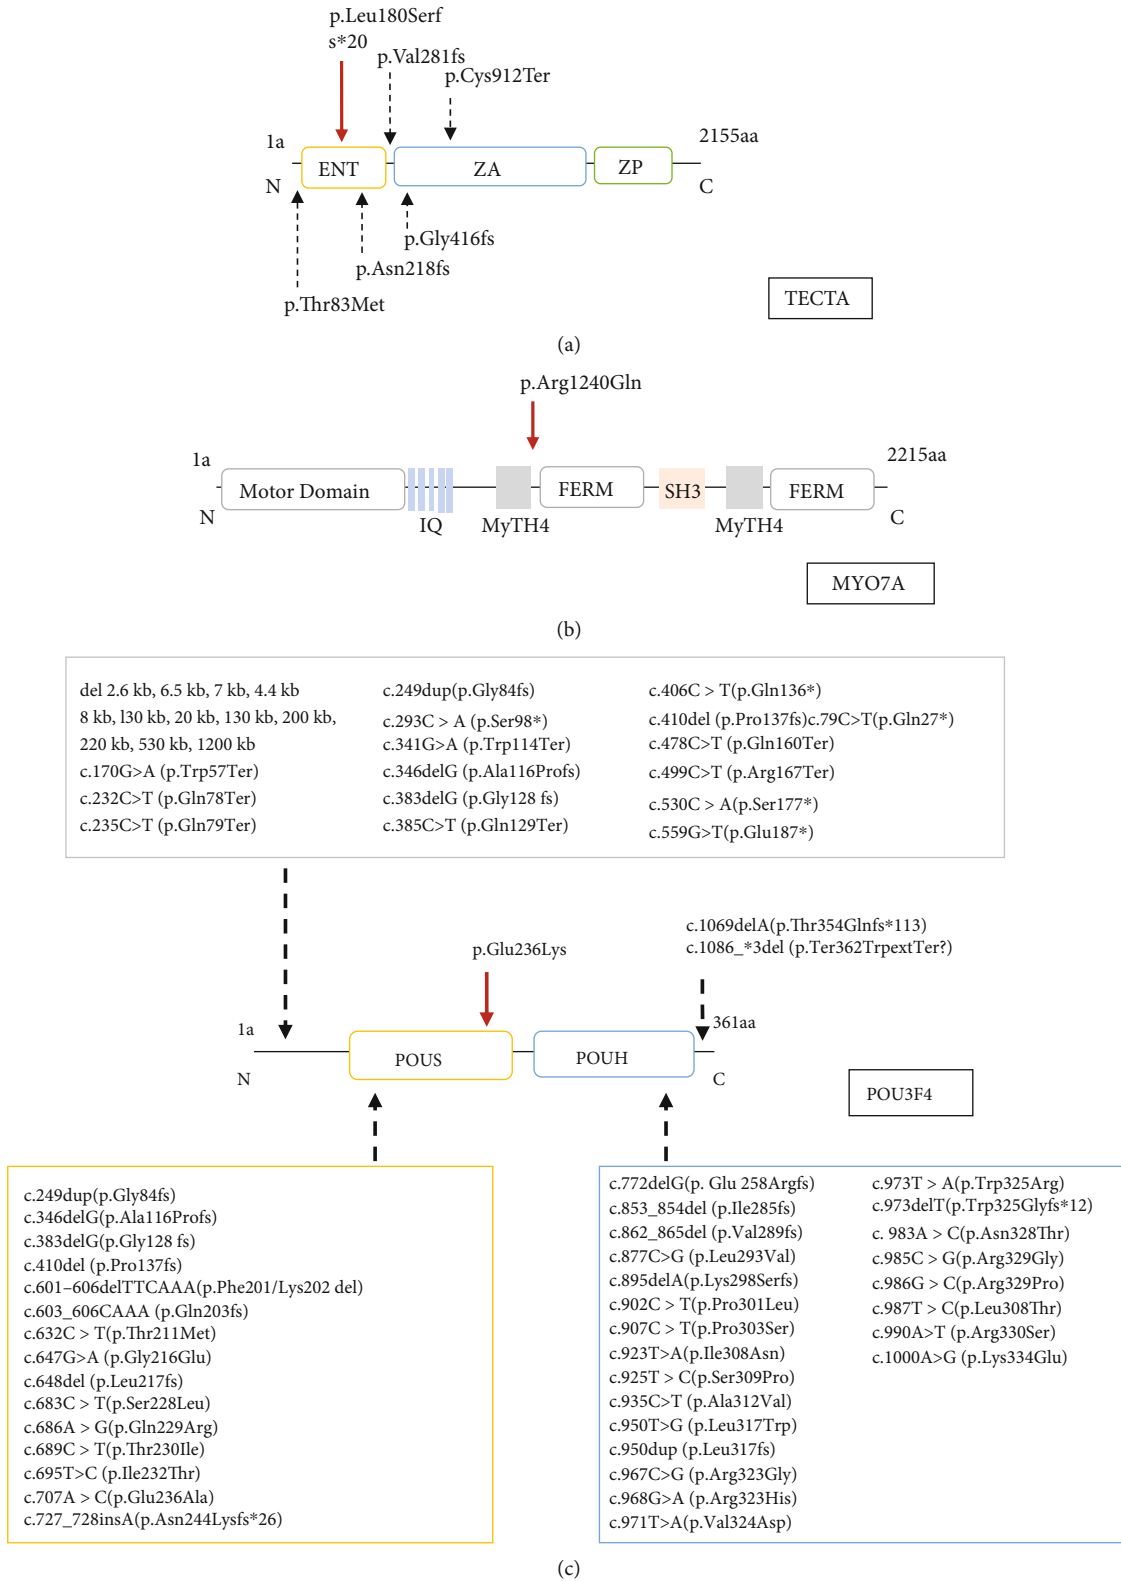 p.Leu180Serf
s*20
p.Val281fs
p.Cys912Ter
1a
2155aa
ENT
ZA
ZP
N
C
p.Gly416fs
p.Asn218fs
p.Thr83Met
TECTA
(a)
p.Arg1240Gln
1a
2215aa
Motor Domain
FERM
SH3
FERM
N
IQ
MyTH4
MyTH4
C
MYO7A
(b)
del 2.6 kb, 6.5 kb, 7 kb, 4.4 kb
8 kb, l30 kb, 20 kb, 130 kb, 200 kb,
220 kb, 530 kb, 1200 kb
c.170G>A (p.Trp57Ter)
c.232C>T (p.Gln78Ter)
c.235C>T (p.Gln79Ter)
c.249dup(p.Gly84fs)
c.293C > A (p.Ser98*)
c.341G>A (p.Trp114Ter)
c.346delG (p.Ala116Profs)
c.383delG (p.Gly128 fs)
c.385C>T (p.Gln129Ter)
c.406C > T(p.Gln136*)
c.410del (p.Pro137fs)c.79C>T(p.Gln27*)
c.478C>T (p.Gln160Ter)
c.499C>T (p.Arg167Ter)
c.530C > A(p.Ser177*)
c.559G>T(p.Glu187*)
c.1069delA(p.Thr354Glnfs*113)
c.1086_*3del (p.Ter362TrpextTer?)
p.Glu236Lys
1a
361aa
POUS
POUH
N
C
POU3F4
c.249dup(p.Gly84fs)
c.346delG(p.Ala116Profs)
c.383delG(p.Gly128 fs)
c.410del (p.Pro137fs)
c.601–606delTTCAAA(p.Phe201/Lys202 del)
c.603_606CAAA (p.Gln203fs)
c.632C > T(p.Thr211Met)
c.647G>A (p.Gly216Glu)
c.648del (p.Leu217fs)
c.683C > T(p.Ser228Leu)
c.686A > G(p.Gln229Arg)
c.689C > T(p.Thr230Ile)
c.695T>C (p.Ile232Thr)
c.707A > C(p.Glu236Ala)
c.727_728insA(p.Asn244Lysfs*26)
c.772delG(p. Glu 258Argfs)
c.853_854del (p.Ile285fs)
c.862_865del (p.Val289fs)
c.877C>G (p.Leu293Val)
c.895delA(p.Lys298Serfs)
c.902C > T(p.Pro301Leu)
c.907C > T(p.Pro303Ser)
c.923T>A(p.Ile308Asn)
c.925T > C(p.Ser309Pro)
c.935C>T (p.Ala312Val)
c.950T>G (p.Leu317Trp)
c.950dup (p.Leu317fs)
c.967C>G (p.Arg323Gly)
c.968G>A (p.Arg323His)
c.971T>A(p.Val324Asp)
c.973T > A(p.Trp325Arg)
c.973delT(p.Trp325Glyfs*12)
c. 983A > C(p.Asn328Thr)
c.985C > G(p.Arg329Gly)
c.986G > C(p.Arg329Pro)
c.987T > C(p.Leu308Thr)
c.990A>T (p.Arg330Ser)
c.1000A>G (p.Lys334Glu)
(c)